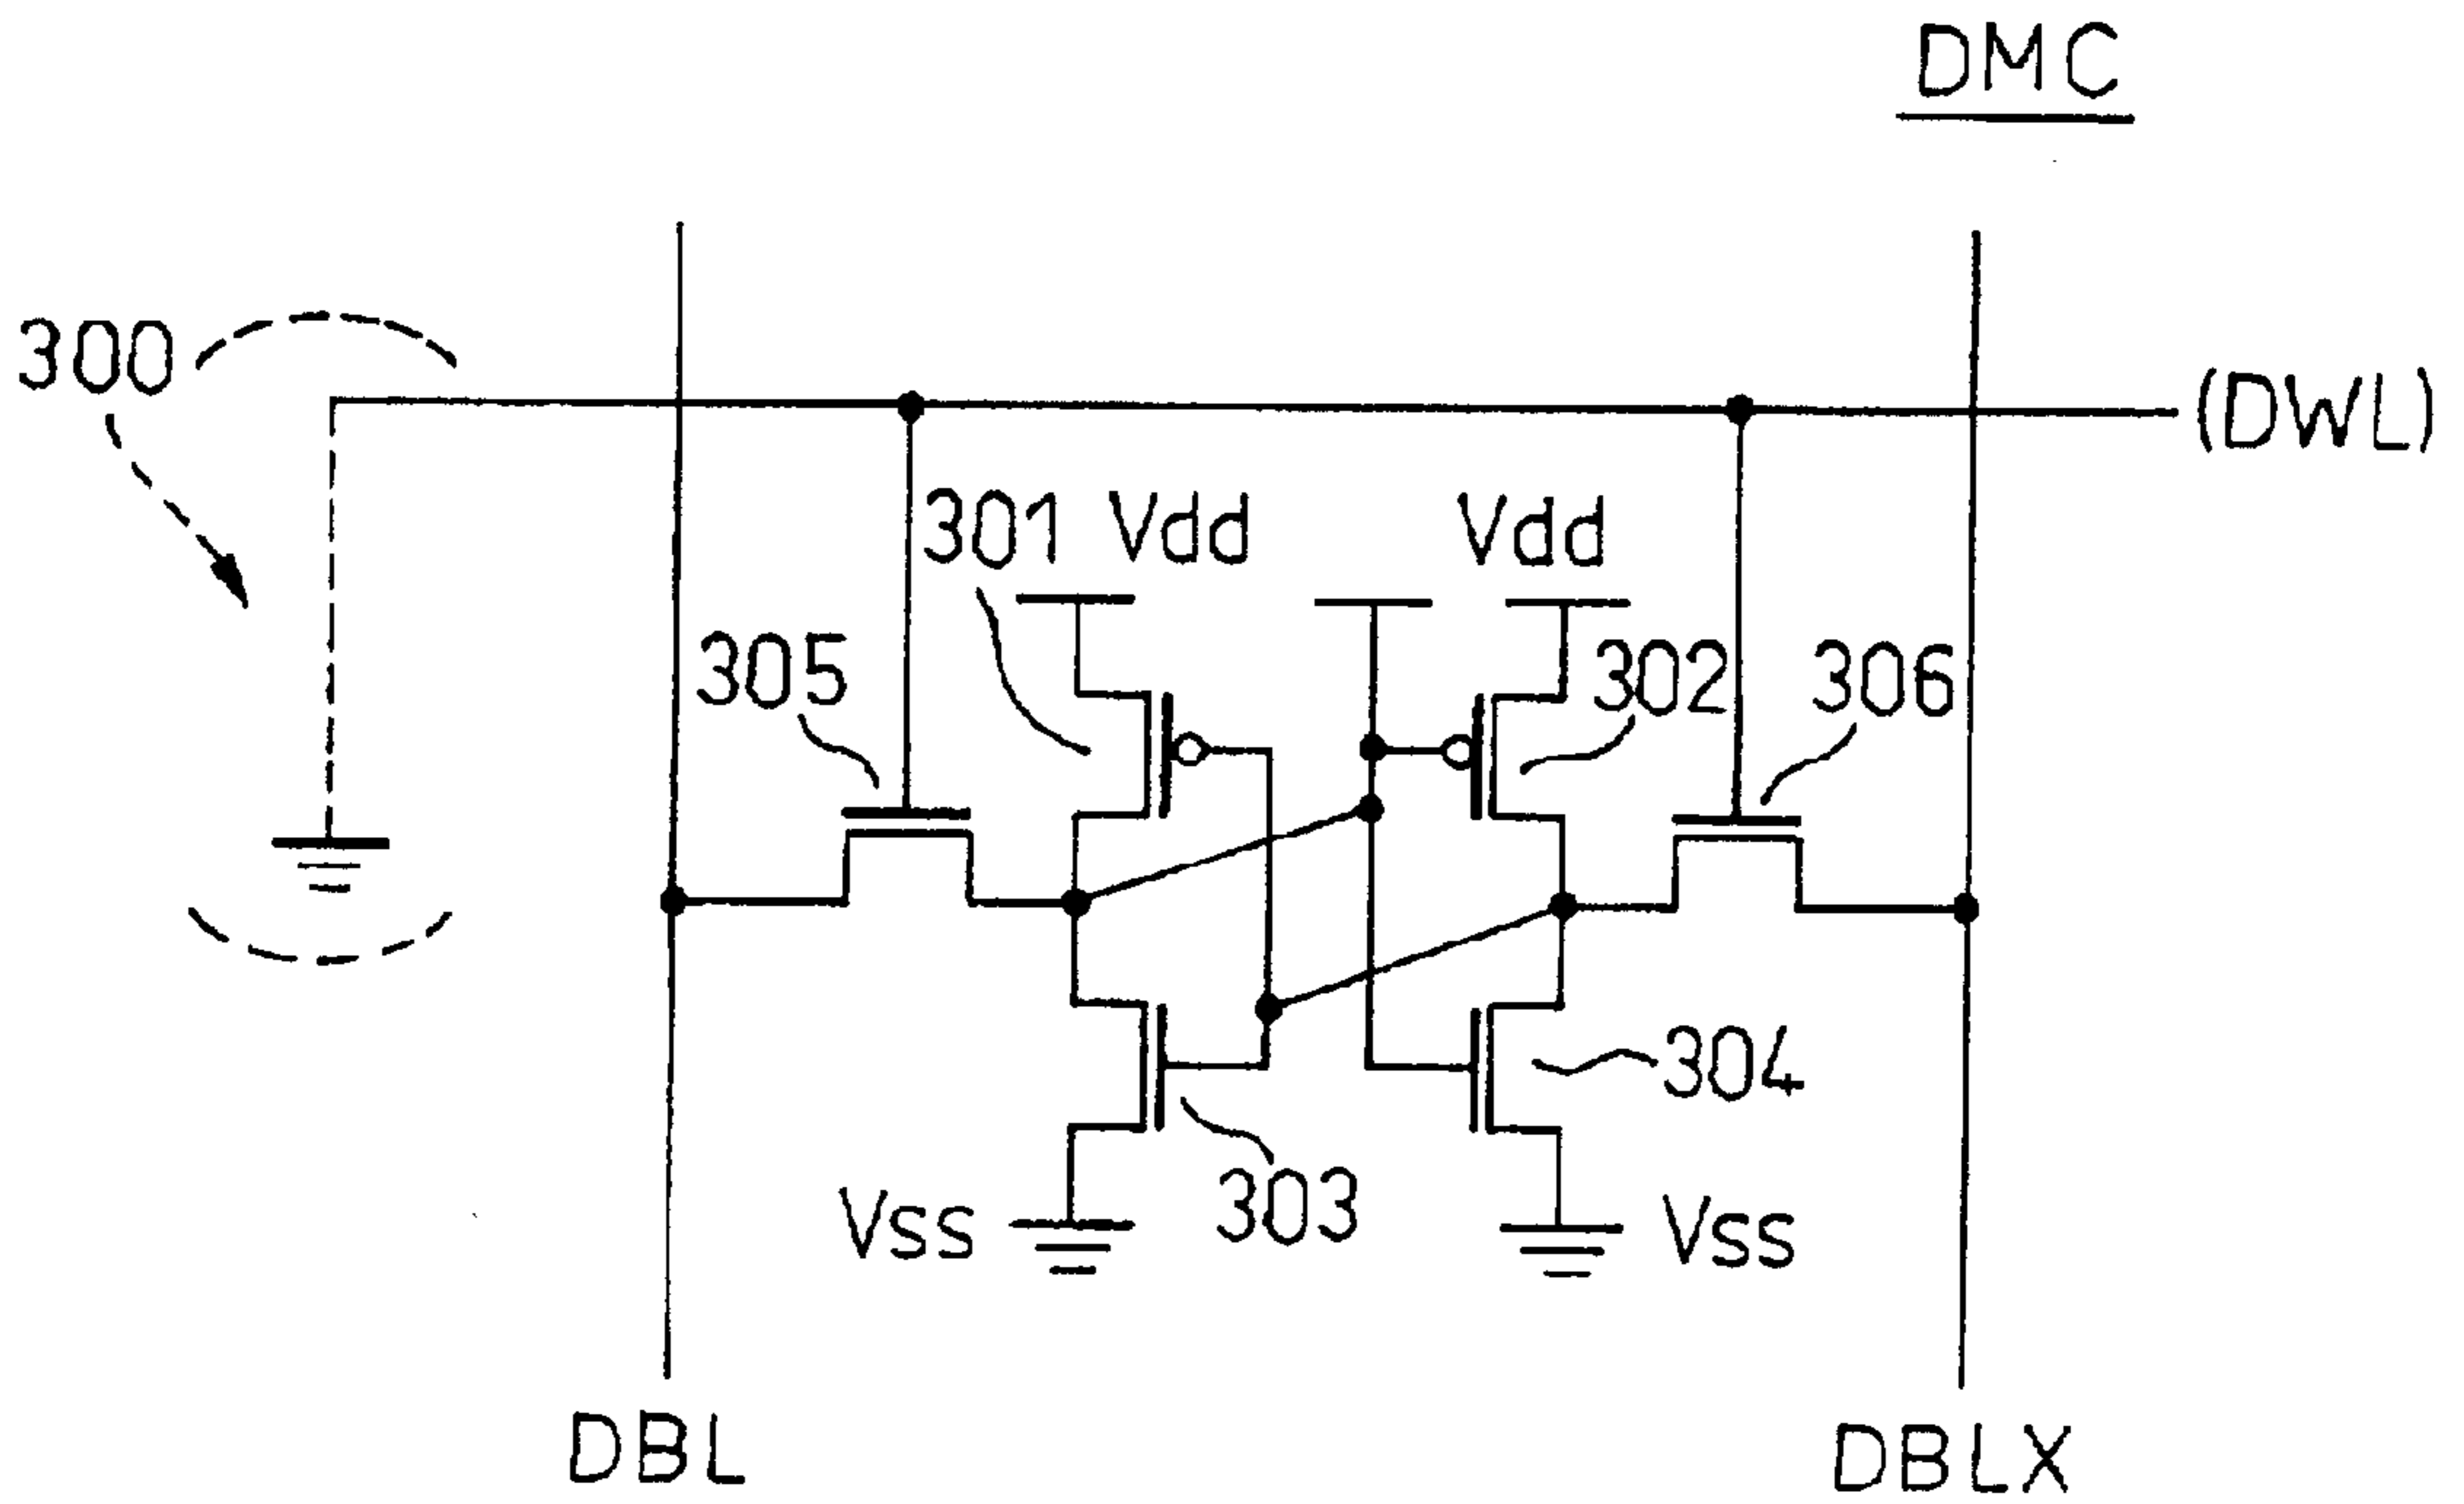 DMC
300
(DWL)
301 Vdd
Vdd
305
302
306
304
303
Vss
Vss
DBL
DBLX